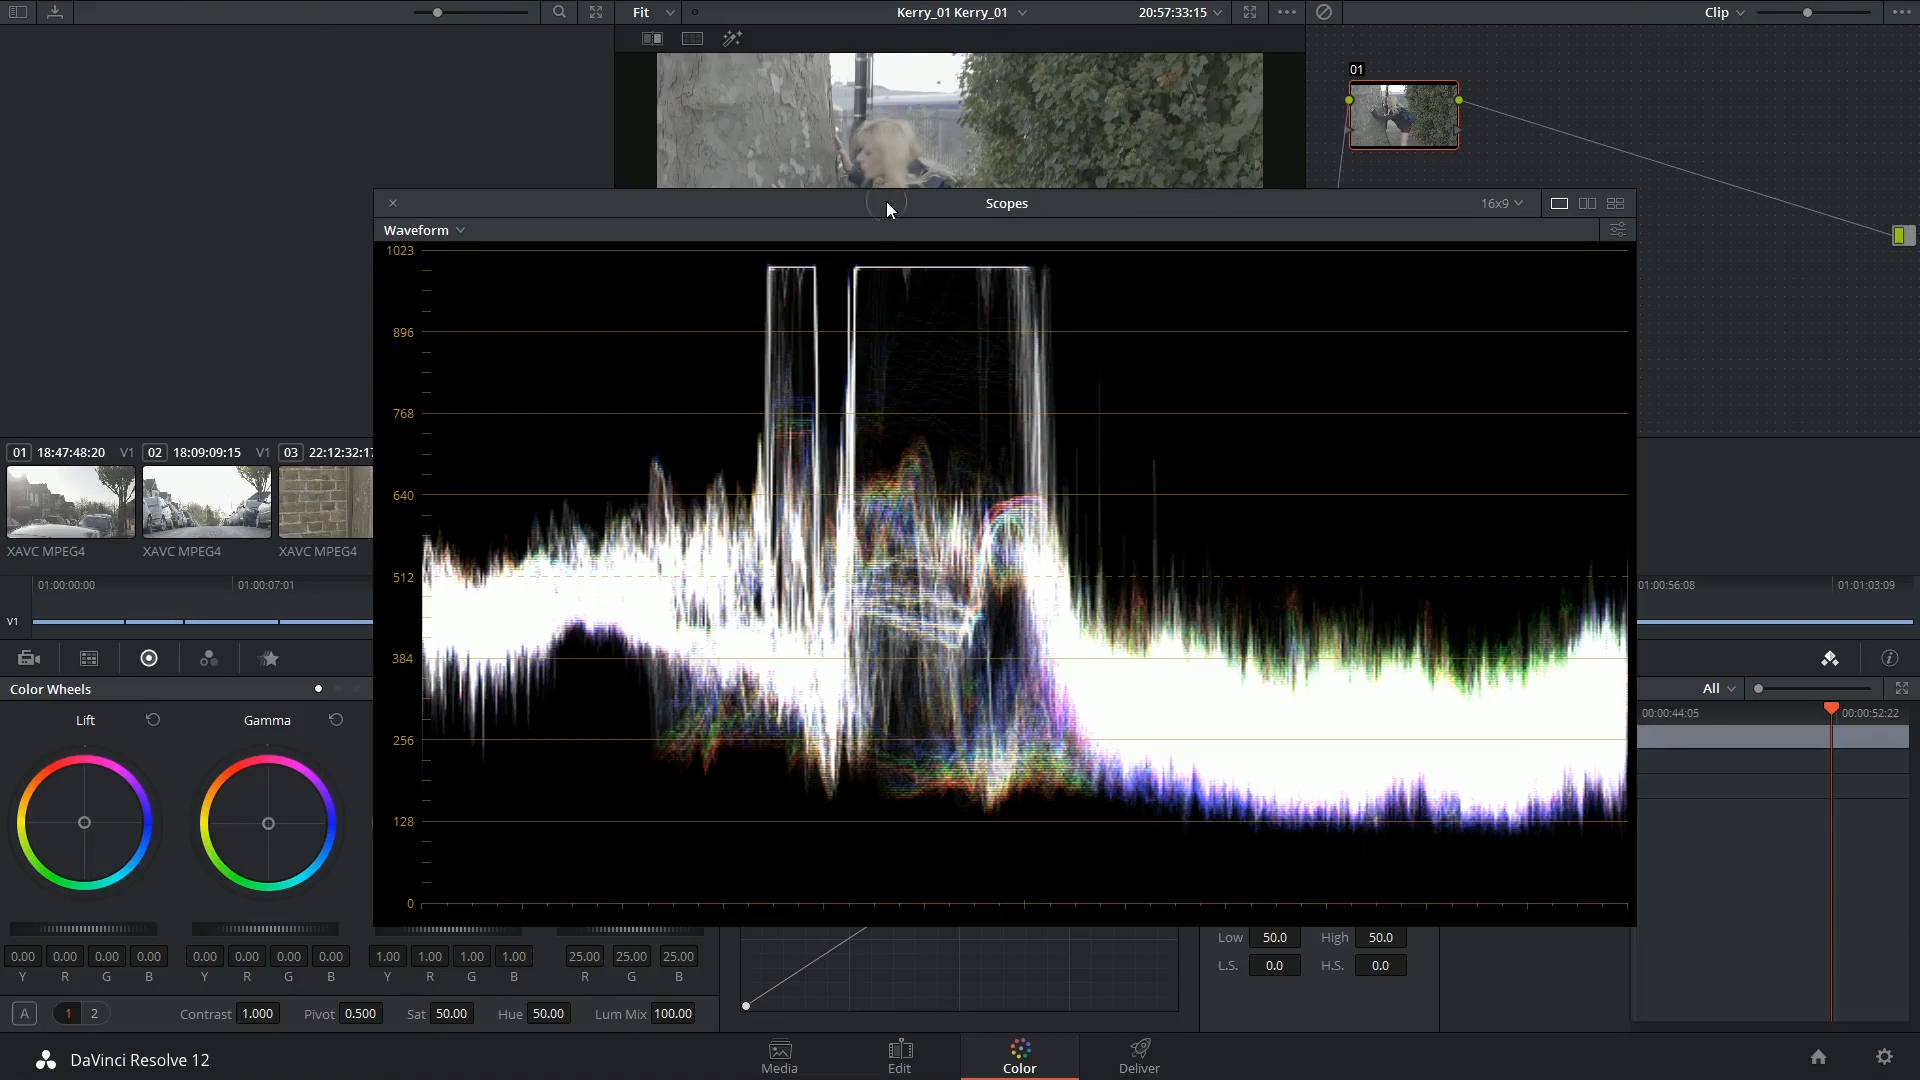 Fit
Kerry_01 Kerry_01
20:57:33:15
Clip
01
Scopes
16x9
Waveform
1023
896
768
640
512
384
256
128
0
01 18:47:48:20 V1 02 18:09:09:15 V1 03 22:12:32:17
XAVC MPEG4 XAVC MPEG4 XAVC MPEG4
01:00:00:00 01:00:07:01 01:00:56:08 01:01:03:09
V1
Color Wheels
All
Lift Gamma
00:00:44:05 00:00:52:22
Low 50.0 High 50.0
0.00 0.00 0.00 0.00 0.00 0.00 0.00 0.00 1.00 1.00 1.00 1.00 25.00 25.00 25.00
L.S. 0.0 H.S. 0.0
Y R G B Y R G B Y R G B R G B
A 1 2 Contrast 1.000 Pivot 0.500 Sat 50.00 Hue 50.00 Lum Mix 100.00
DaVinci Resolve 12
Media Edit Color Deliver